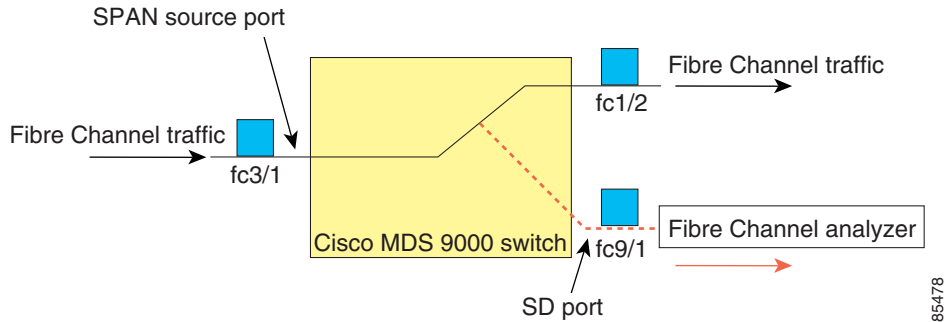 SPAN source port
Fibre Channel traffic
fc1/2
Fibre Channel traffic
fc3/1
Cisco MDS 9000 switch
fc9/1
Fibre Channel analyzer
SD port
85478